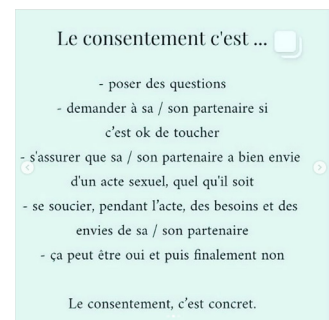 Le consentement c'est ...
- poser des questions
- demander à sa / son partenaire si
c'est ok de toucher
- s'assurer que sa / son partenaire a bien envie
d'un acte sexuel, quel qu'il soit
- se soucier, pendant l'acte, des besoins et des
envies de sa / son partenaire
- ça peut être oui et puis finalement non
Le consentement, c'est concret.